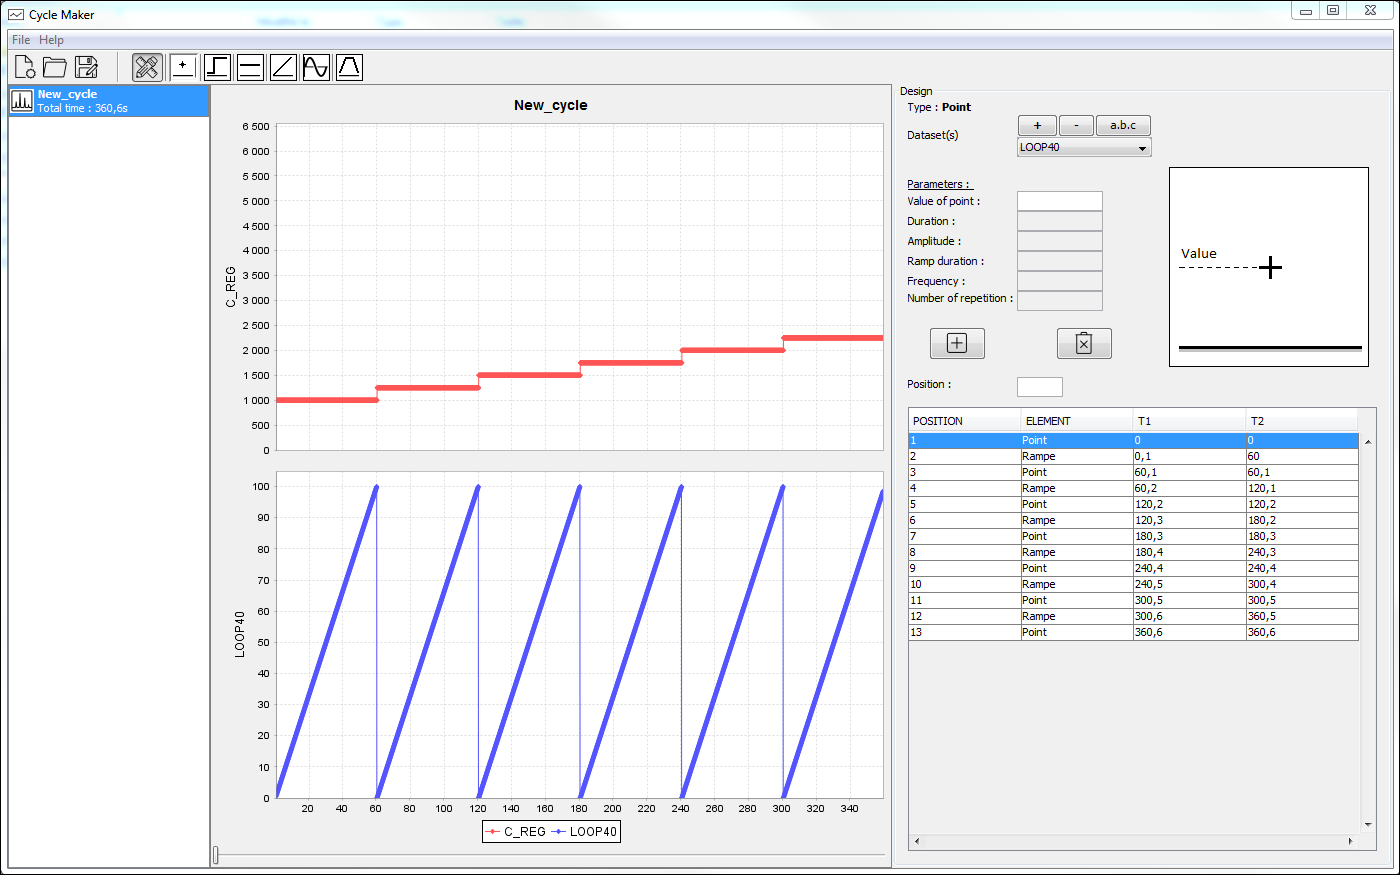 Cycle Maker
File Help
New_cycle
Total time : 360,6s
New_cycle
6 500
6 000
5 500
5 000
4 500
4 000
3 500
3 000
2 500
2 000
1 500
1 000
500
0
C_REG
100
90
80
70
60
50
40
30
20
10
0
LOOP40
20 40 60 80 100 120 140 160 180 200 220 240 260 280 300 320 340
C_REG LOOP40
Design
Type : Point
Dataset(s)
+ - a.b.c
LOOP40
Parameters :
Value of point :
Duration :
Amplitude :
Ramp duration :
Frequency :
Number of repetition :
Value
Position :
POSITION ELEMENT T1 T2
1 Point 0 0
2 Rampe 0,1 60
3 Point 60,1 60,1
4 Rampe 60,2 120,1
5 Point 120,2 120,2
6 Rampe 120,3 180,2
7 Point 180,3 180,3
8 Rampe 180,4 240,3
9 Point 240,4 240,4
10 Rampe 240,5 300,4
11 Point 300,5 300,5
12 Rampe 300,6 360,5
13 Point 360,6 360,6